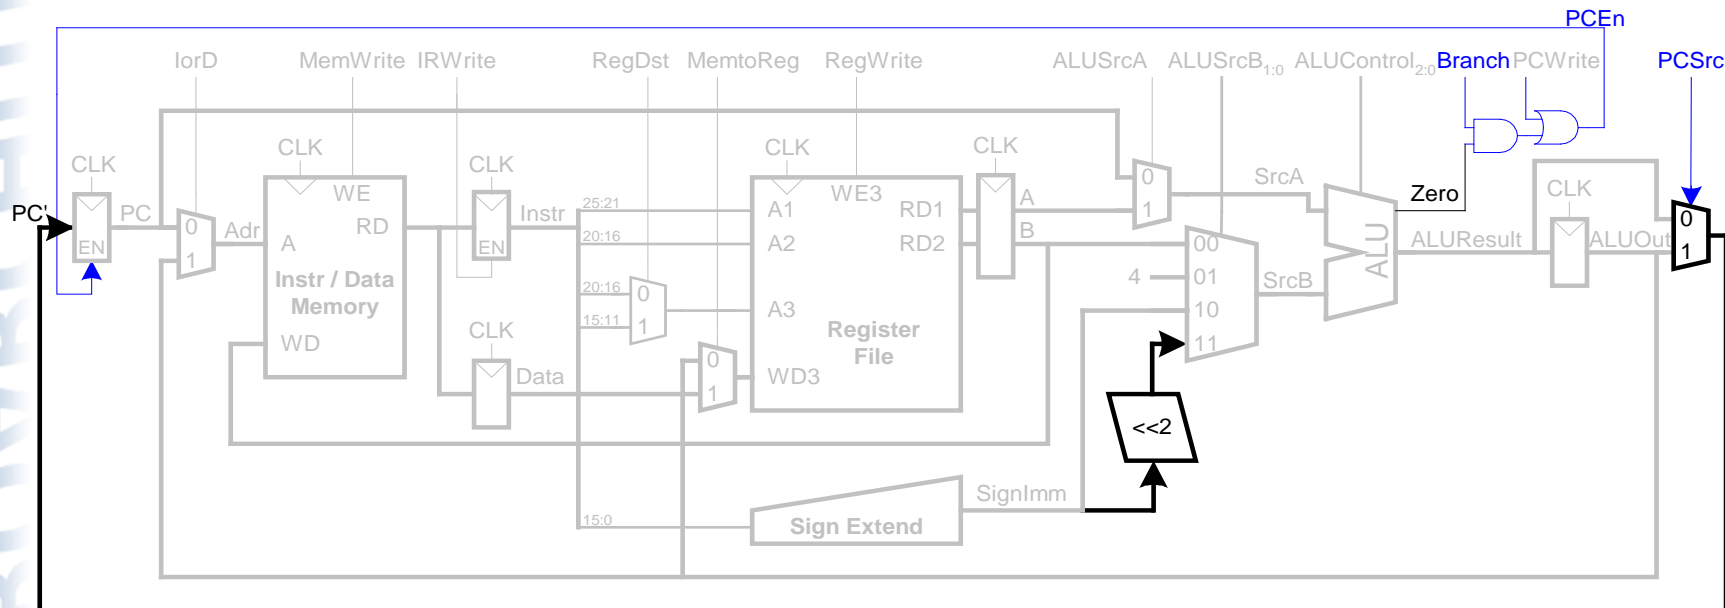 PCEn
IorD MemWrite IRWrite RegDst MemtoReg RegWrite ALUSrcA ALUSrcB1:0 ALUControl2:0 Branch PCWrite PCSrc
CLK CLK CLK CLK CLK
WE WE3 0 SrcA CLK
PC' PC 0 Adr RD Instr 25:21 A1 RD1 A 1 Zero 0
EN 1 A EN 20:16 A2 RD2 B 00 ALU ALUResult ALUOut 1
Instr / Data 4 01 SrcB
Memory 20:16 0 A3 10
WD CLK 15:11 1 Register 11
File
Data 0 WD3
1
<<2
SignImm
15:0 Sign Extend